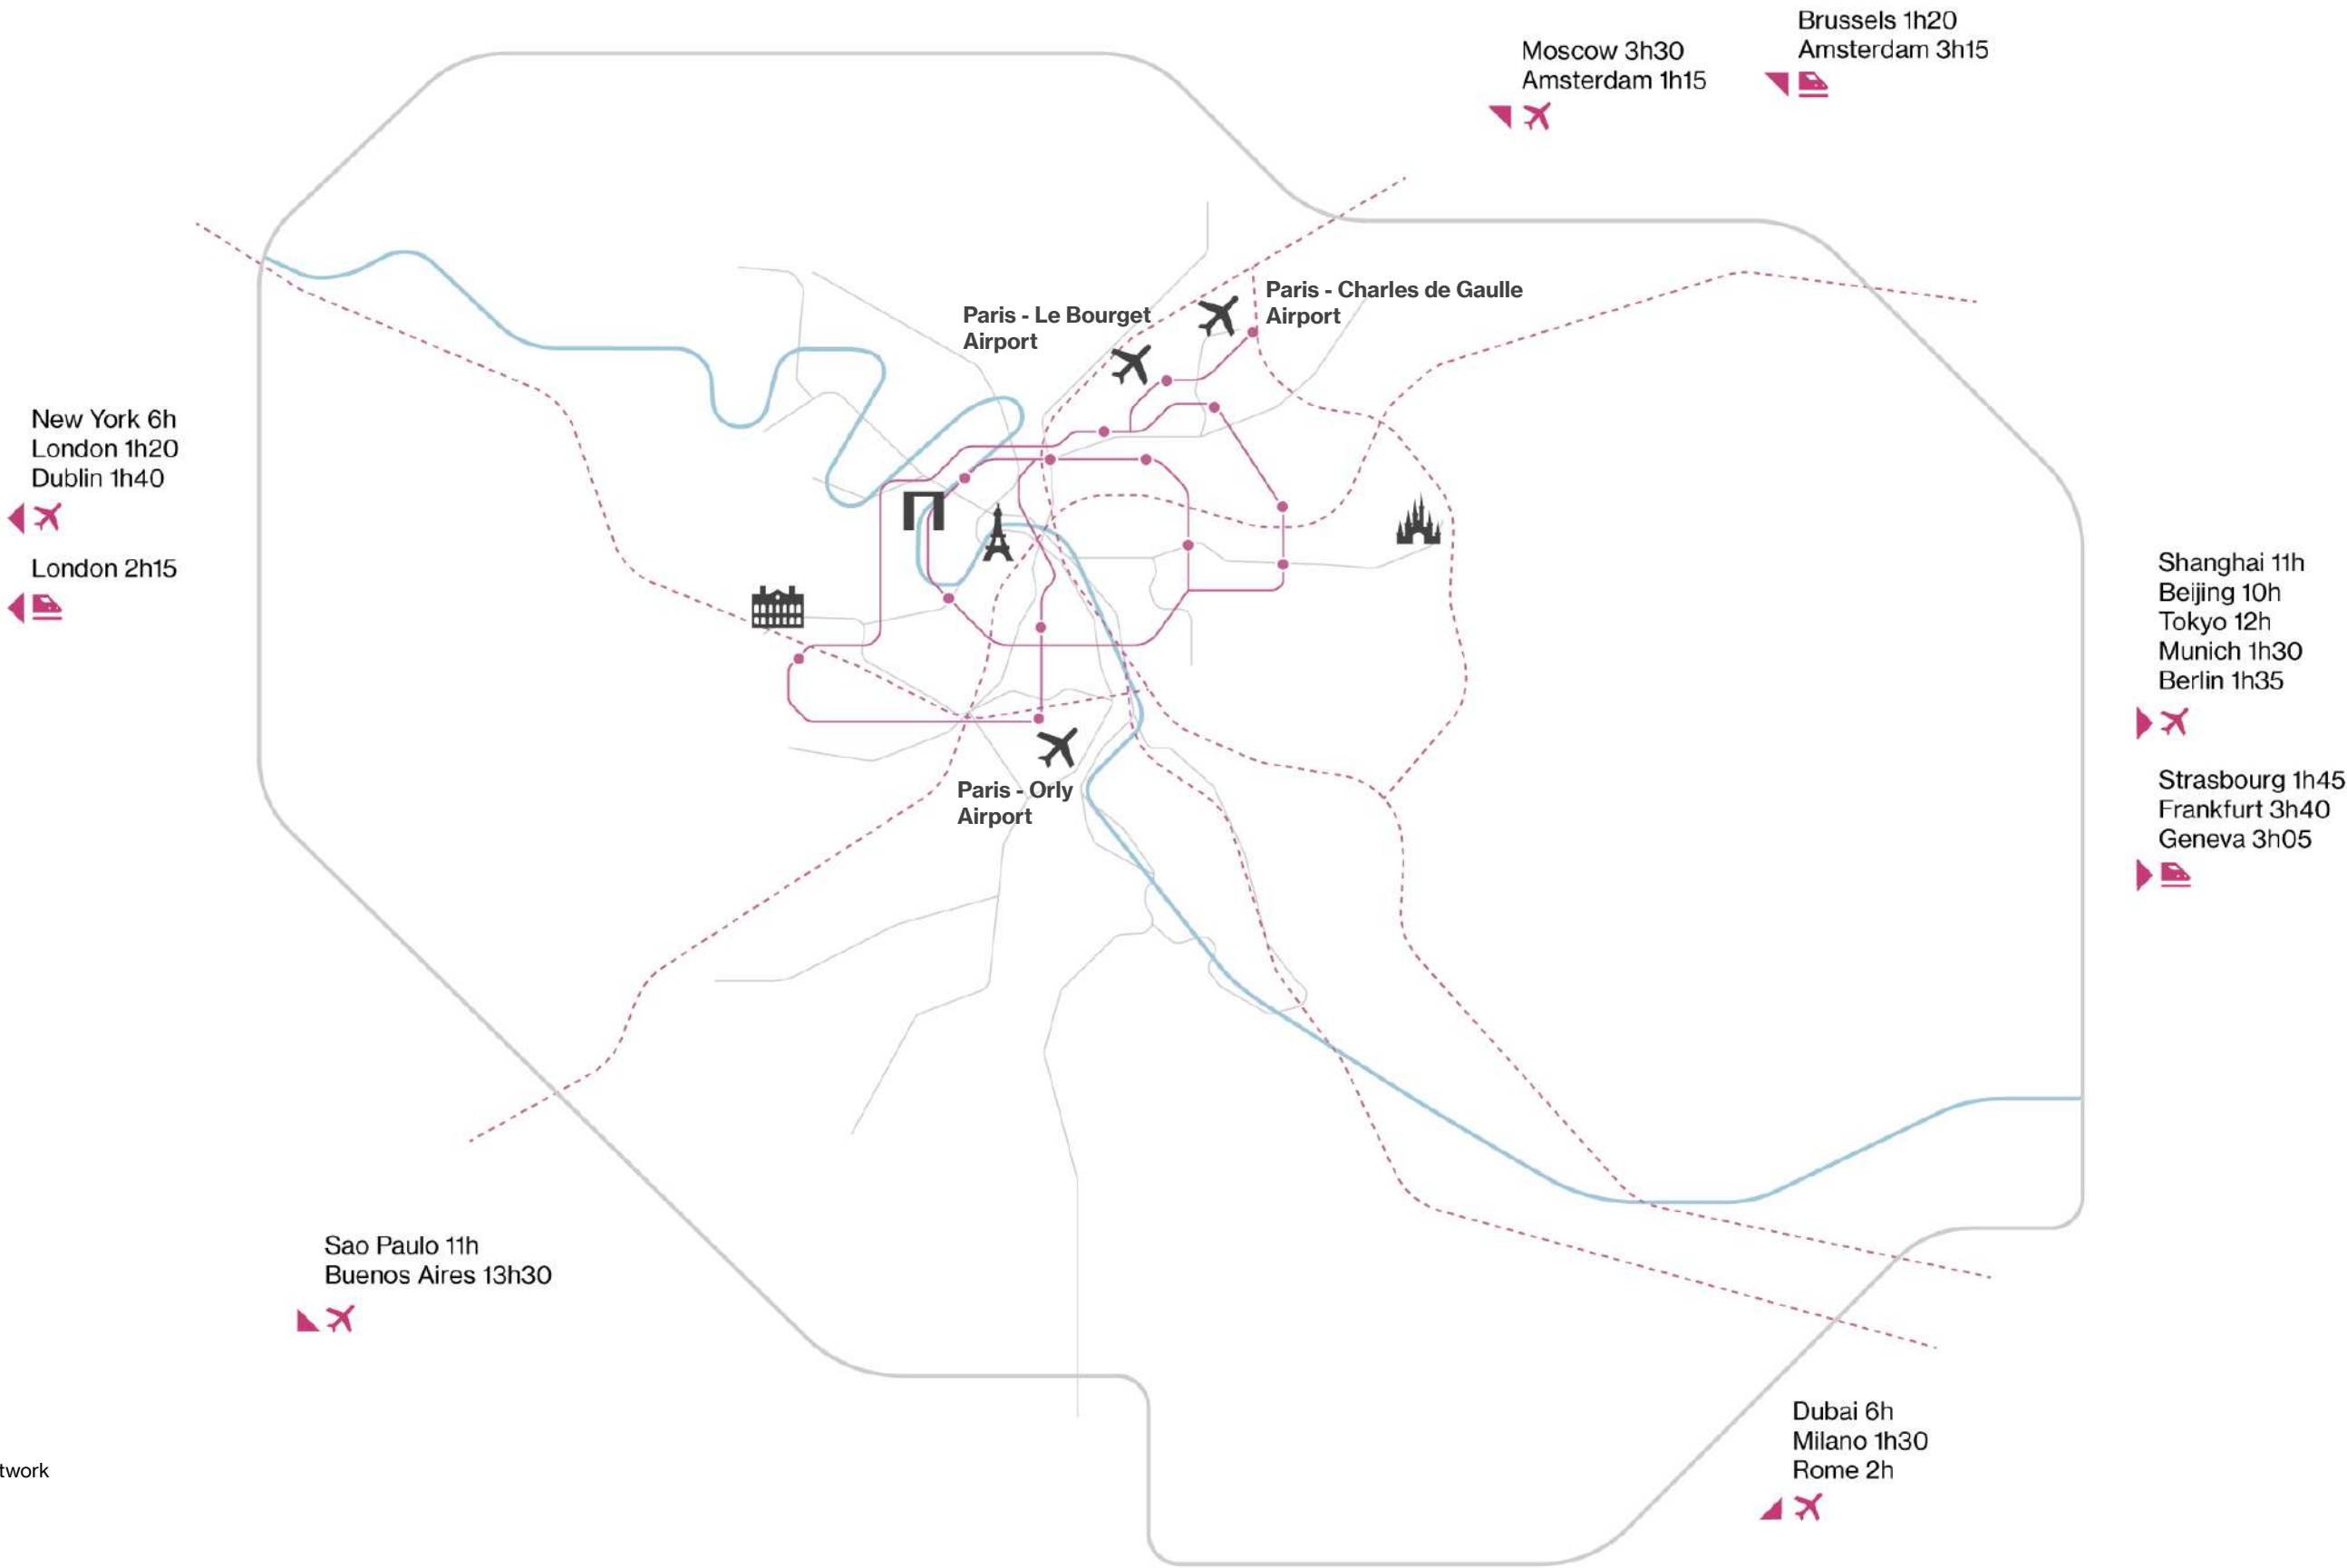 Brussels 1h20
Amsterdam 3h15
Moscow 3h30
Amsterdam 1h15
Paris - Charles de Gaulle
Airport
Paris - Le Bourget
Airport
New York 6h
London 1h20
Dublin 1h40
London 2h15
Shanghai 11h
Beijing 10h
Tokyo 12h
Munich 1h30
Berlin 1h35
Strasbourg 1h45
Frankfurt 3h40
Geneva 3h05
Paris - Orly
Airport
Sao Paulo 11h
Buenos Aires 13h30
Dubai 6h
Milano 1h30
Rome 2h
twork